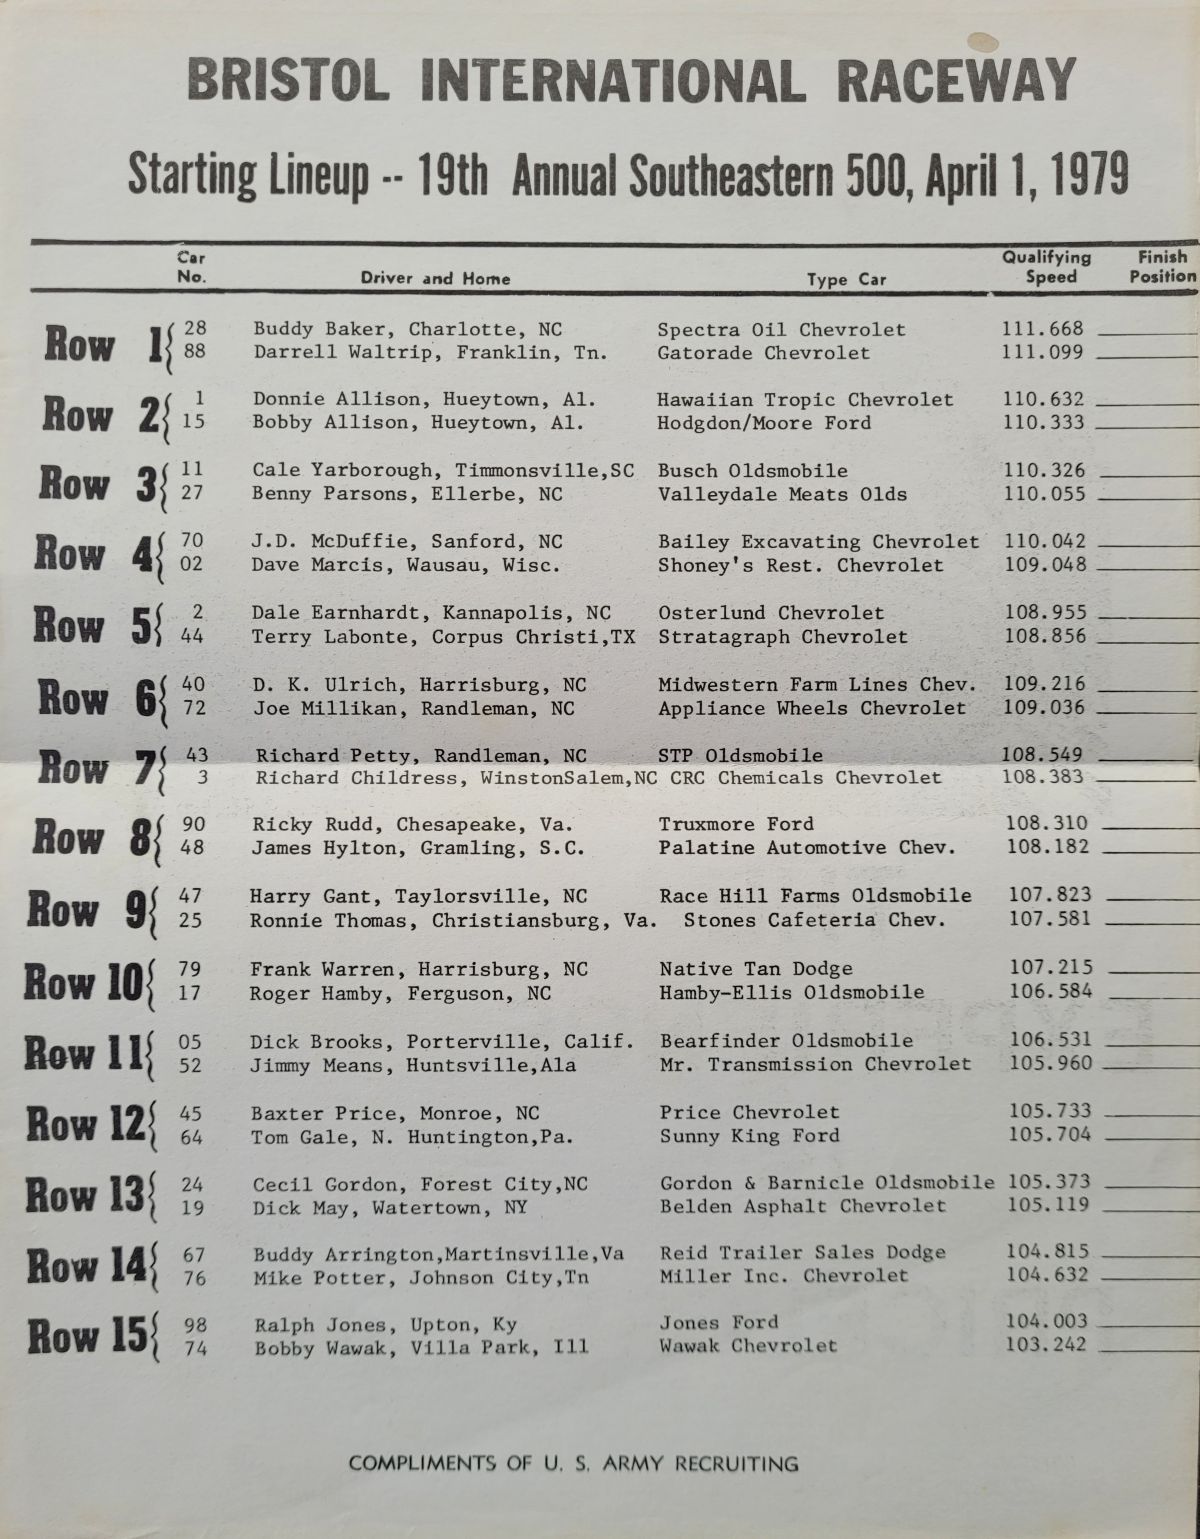 BRISTOL INTERNATIONAL RACEWAY
Starting Lineup -- 19th Annual Southeastern 500, April 1, 1979
Car No. Driver and Home Type Car Qualifying Speed Finish Position
Row 1{ 28 Buddy Baker, Charlotte, NC Spectra Oil Chevrolet 111.668
88 Darrell Waltrip, Franklin, Tn. Gatorade Chevrolet 111.099
Row 2{ 1 Donnie Allison, Hueytown, Al. Hawaiian Tropic Chevrolet 110.632
15 Bobby Allison, Hueytown, Al. Hodgdon/Moore Ford 110.333
Row 3{ 11 Cale Yarborough, Timmonsville,SC Busch Oldsmobile 110.326
27 Benny Parsons, Ellerbe, NC Valleydale Meats Olds 110.055
Row 4{ 70 J.D. McDuffie, Sanford, NC Bailey Excavating Chevrolet 110.042
02 Dave Marcis, Wausau, Wisc. Shoney's Rest. Chevrolet 109.048
Row 5{ 2 Dale Earnhardt, Kannapolis, NC Osterlund Chevrolet 108.955
44 Terry Labonte, Corpus Christi,TX Stratagraph Chevrolet 108.856
Row 6{ 40 D. K. Ulrich, Harrisburg, NC Midwestern Farm Lines Chev. 109.216
72 Joe Millikan, Randleman, NC Appliance Wheels Chevrolet 109.036
Row 7{ 43 Richard Petty, Randleman, NC STP Oldsmobile 108.549
3 Richard Childress, WinstonSalem,NC CRC Chemicals Chevrolet 108.383
Row 8{ 90 Ricky Rudd, Chesapeake, Va. Truxmore Ford 108.310
48 James Hylton, Gramling, S.C. Palatine Automotive Chev. 108.182
Row 9{ 47 Harry Gant, Taylorsville, NC Race Hill Farms Oldsmobile 107.823
25 Ronnie Thomas, Christiansburg, Va. Stones Cafeteria Chev. 107.581
Row 10{ 79 Frank Warren, Harrisburg, NC Native Tan Dodge 107.215
17 Roger Hamby, Ferguson, NC Hamby-Ellis Oldsmobile 106.584
Row 11{ 05 Dick Brooks, Porterville, Calif. Bearfinder Oldsmobile 106.531
52 Jimmy Means, Huntsville,Ala Mr. Transmission Chevrolet 105.960
Row 12{ 45 Baxter Price, Monroe, NC Price Chevrolet 105.733
64 Tom Gale, N. Huntington,Pa. Sunny King Ford 105.704
Row 13{ 24 Cecil Gordon, Forest City,NC Gordon & Barnicle Oldsmobile 105.373
19 Dick May, Watertown, NY Belden Asphalt Chevrolet 105.119
Row 14{ 67 Buddy Arrington,Martinsville,Va Reid Trailer Sales Dodge 104.815
76 Mike Potter, Johnson City,Tn Miller Inc. Chevrolet 104.632
Row 15{ 98 Ralph Jones, Upton, Ky Jones Ford 104.003
74 Bobby Wawak, Villa Park, Ill Wawak Chevrolet 103.242
COMPLIMENTS OF U. S. ARMY RECRUITING